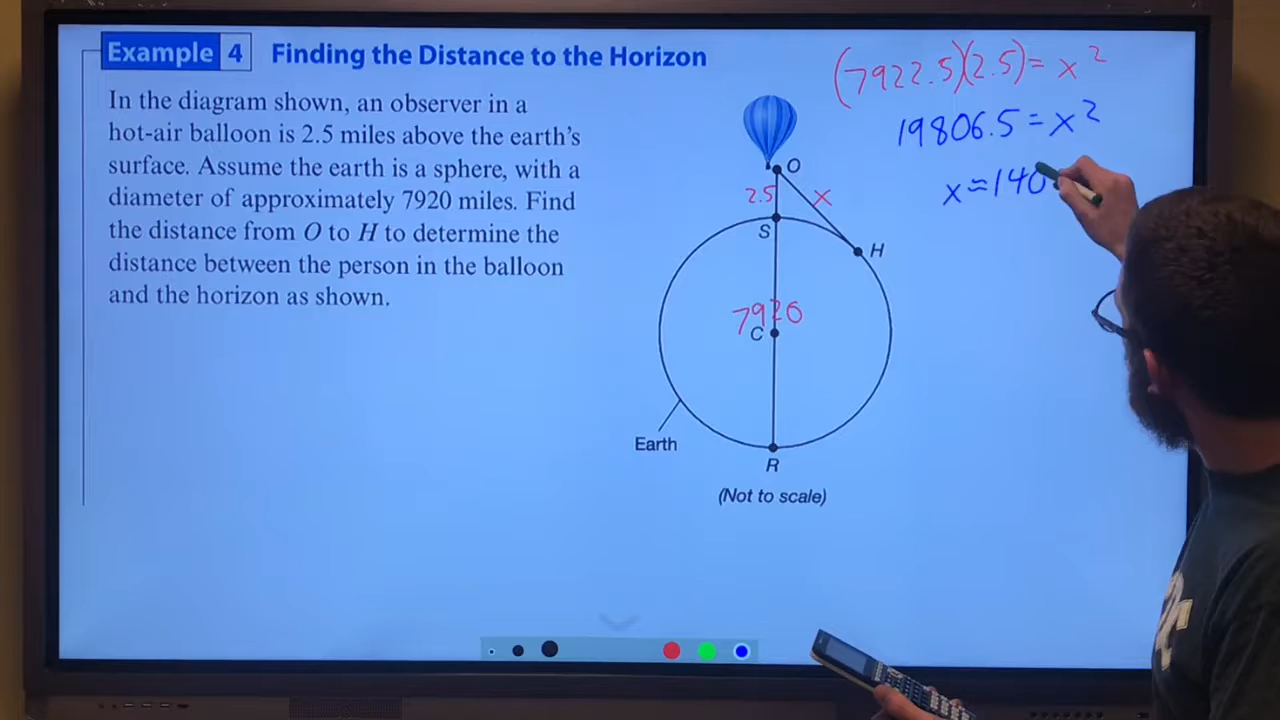 Example 4 Finding the Distance to the Horizon
In the diagram shown, an observer in a
hot-air balloon is 2.5 miles above the earth's
surface. Assume the earth is a sphere, with a
diameter of approximately 7920 miles. Find
the distance from O to H to determine the
distance between the person in the balloon
and the horizon as shown.
(7922.5)(2.5) = x²
19806.5 = x²
x ≈ 140
O
2.5
x
S
H
7920
C
Earth
R
(Not to scale)